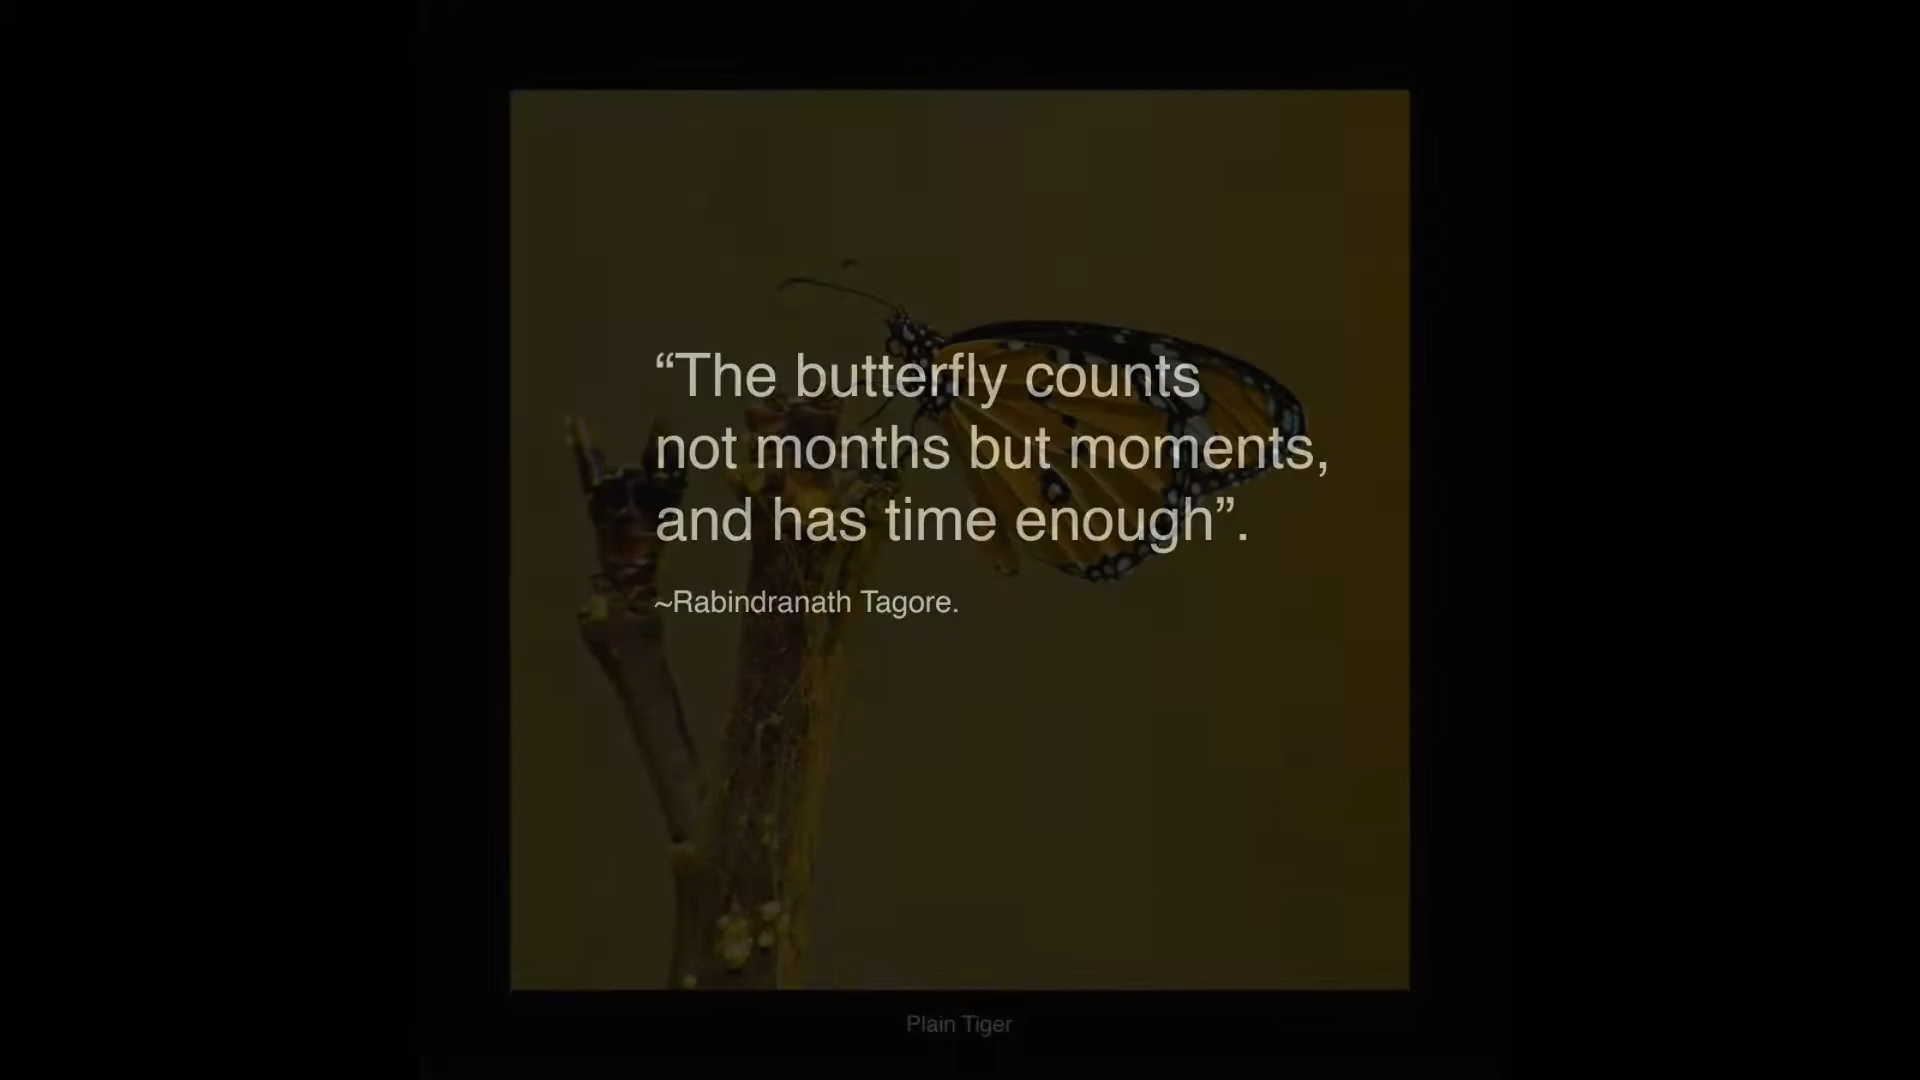 “The butterfly counts
not months but moments,
and has time enough”.
~Rabindranath Tagore.
Plain Tiger